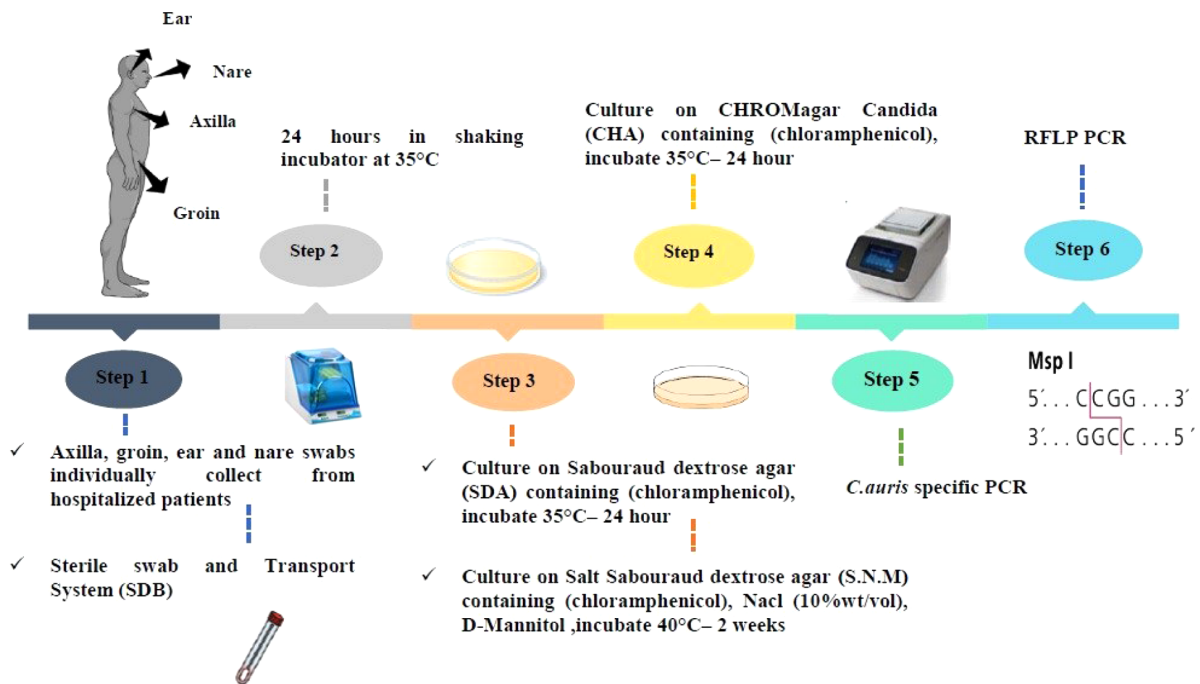 Ear
Nare
Axilla
Groin
24 hours in shaking
incubator at 35°C
Culture on CHROMagar Candida
(CHA) containing (chloramphenicol),
incubate 35°C– 24 hour
RFLP PCR
Step 2
Step 4
Step 6
Step 1
Step 3
Step 5
✓ Axilla, groin, ear and nare swabs
individually collect from
hospitalized patients
✓ Sterile swab and Transport
System (SDB)
✓ Culture on Sabouraud dextrose agar
(SDA) containing (chloramphenicol),
incubate 35°C– 24 hour
✓ Culture on Salt Sabouraud dextrose agar (S.N.M)
containing (chloramphenicol), Nacl (10%wt/vol),
D-Mannitol ,incubate 40°C– 2 weeks
C.auris specific PCR
Msp I
5′... CCGG ...3′
3′... GGCC ...5′